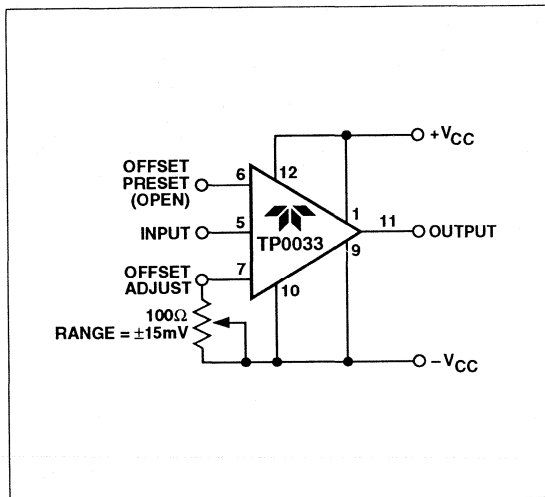 OFFSET
PRESET
(OPEN)
6
12
+VCC
1
11
OUTPUT
INPUT
5
TP0033
9
OFFSET
ADJUST
7
10
100Ω
RANGE = ±15mV
−VCC